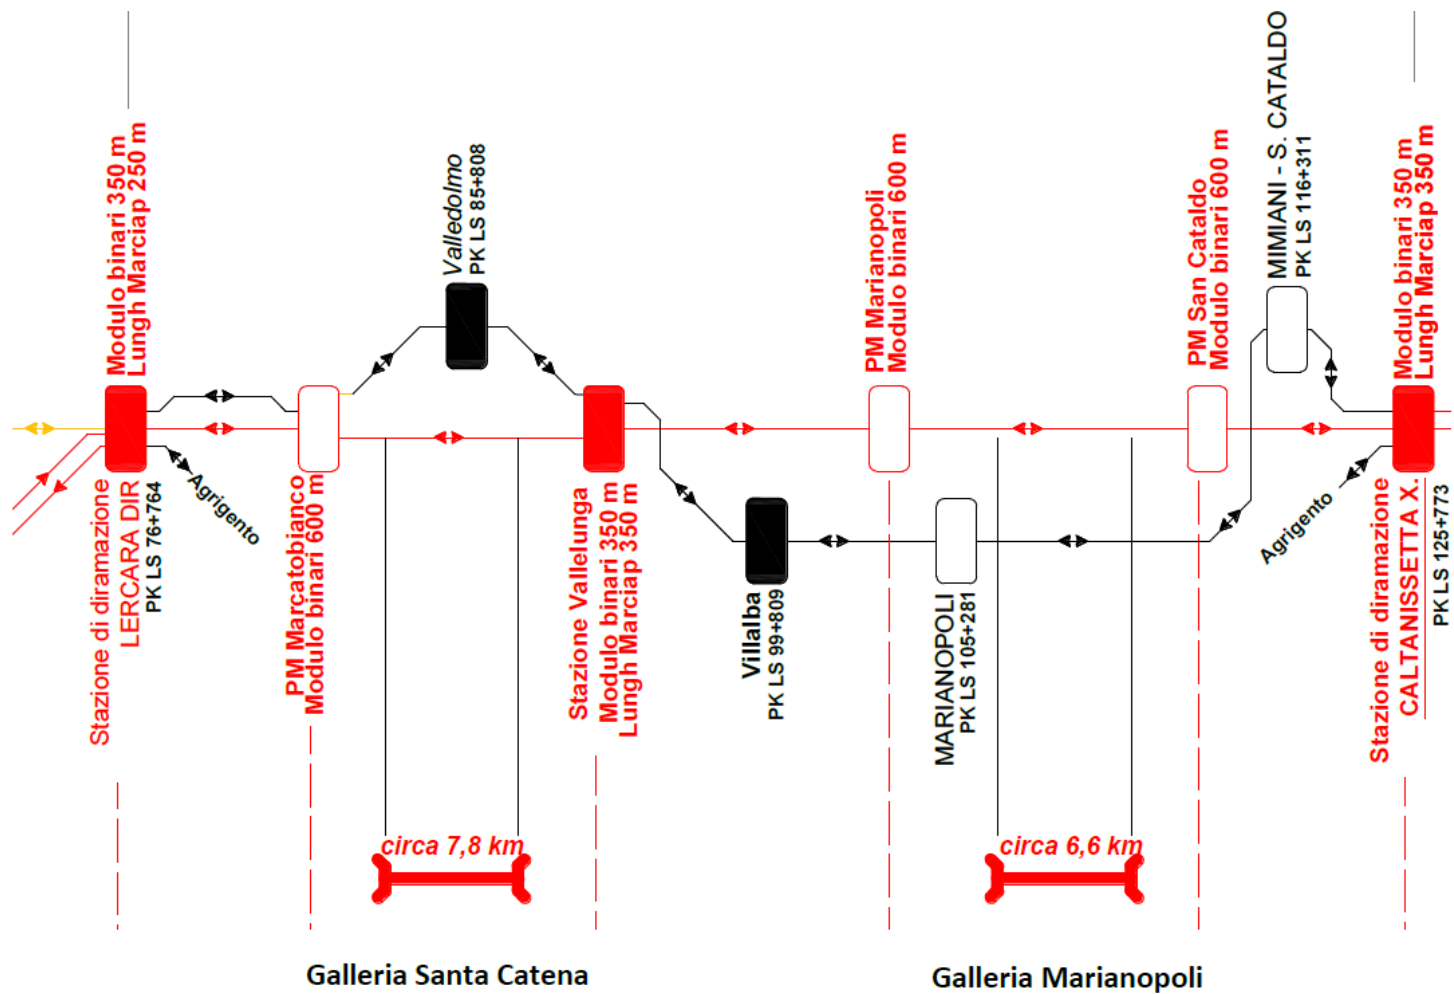 Modulo binari 350 m
Lungh Marciap 250 m
Stazione di diramazione
LERCARA DIR
PK LS 76+764
Agrigento
PM Marcatobianco
Modulo binari 600 m
Valledolmo
PK LS 85+808
Stazione Vallelunga
Modulo binari 350 m
Lungh Marciap 350 m
Villalba
PK LS 99+809
PM Marianopoli
Modulo binari 600 m
MARIANOPOLI
PK LS 105+281
PM San Cataldo
Modulo binari 600 m
MIMIANI - S. CATALDO
PK LS 116+311
Modulo binari 350 m
Lungh Marciap 350 m
Agrigento
Stazione di diramazione
CALTANISSETTA X.
PK LS 125+773
circa 7,8 km
circa 6,6 km
Galleria Santa Catena
Galleria Marianopoli